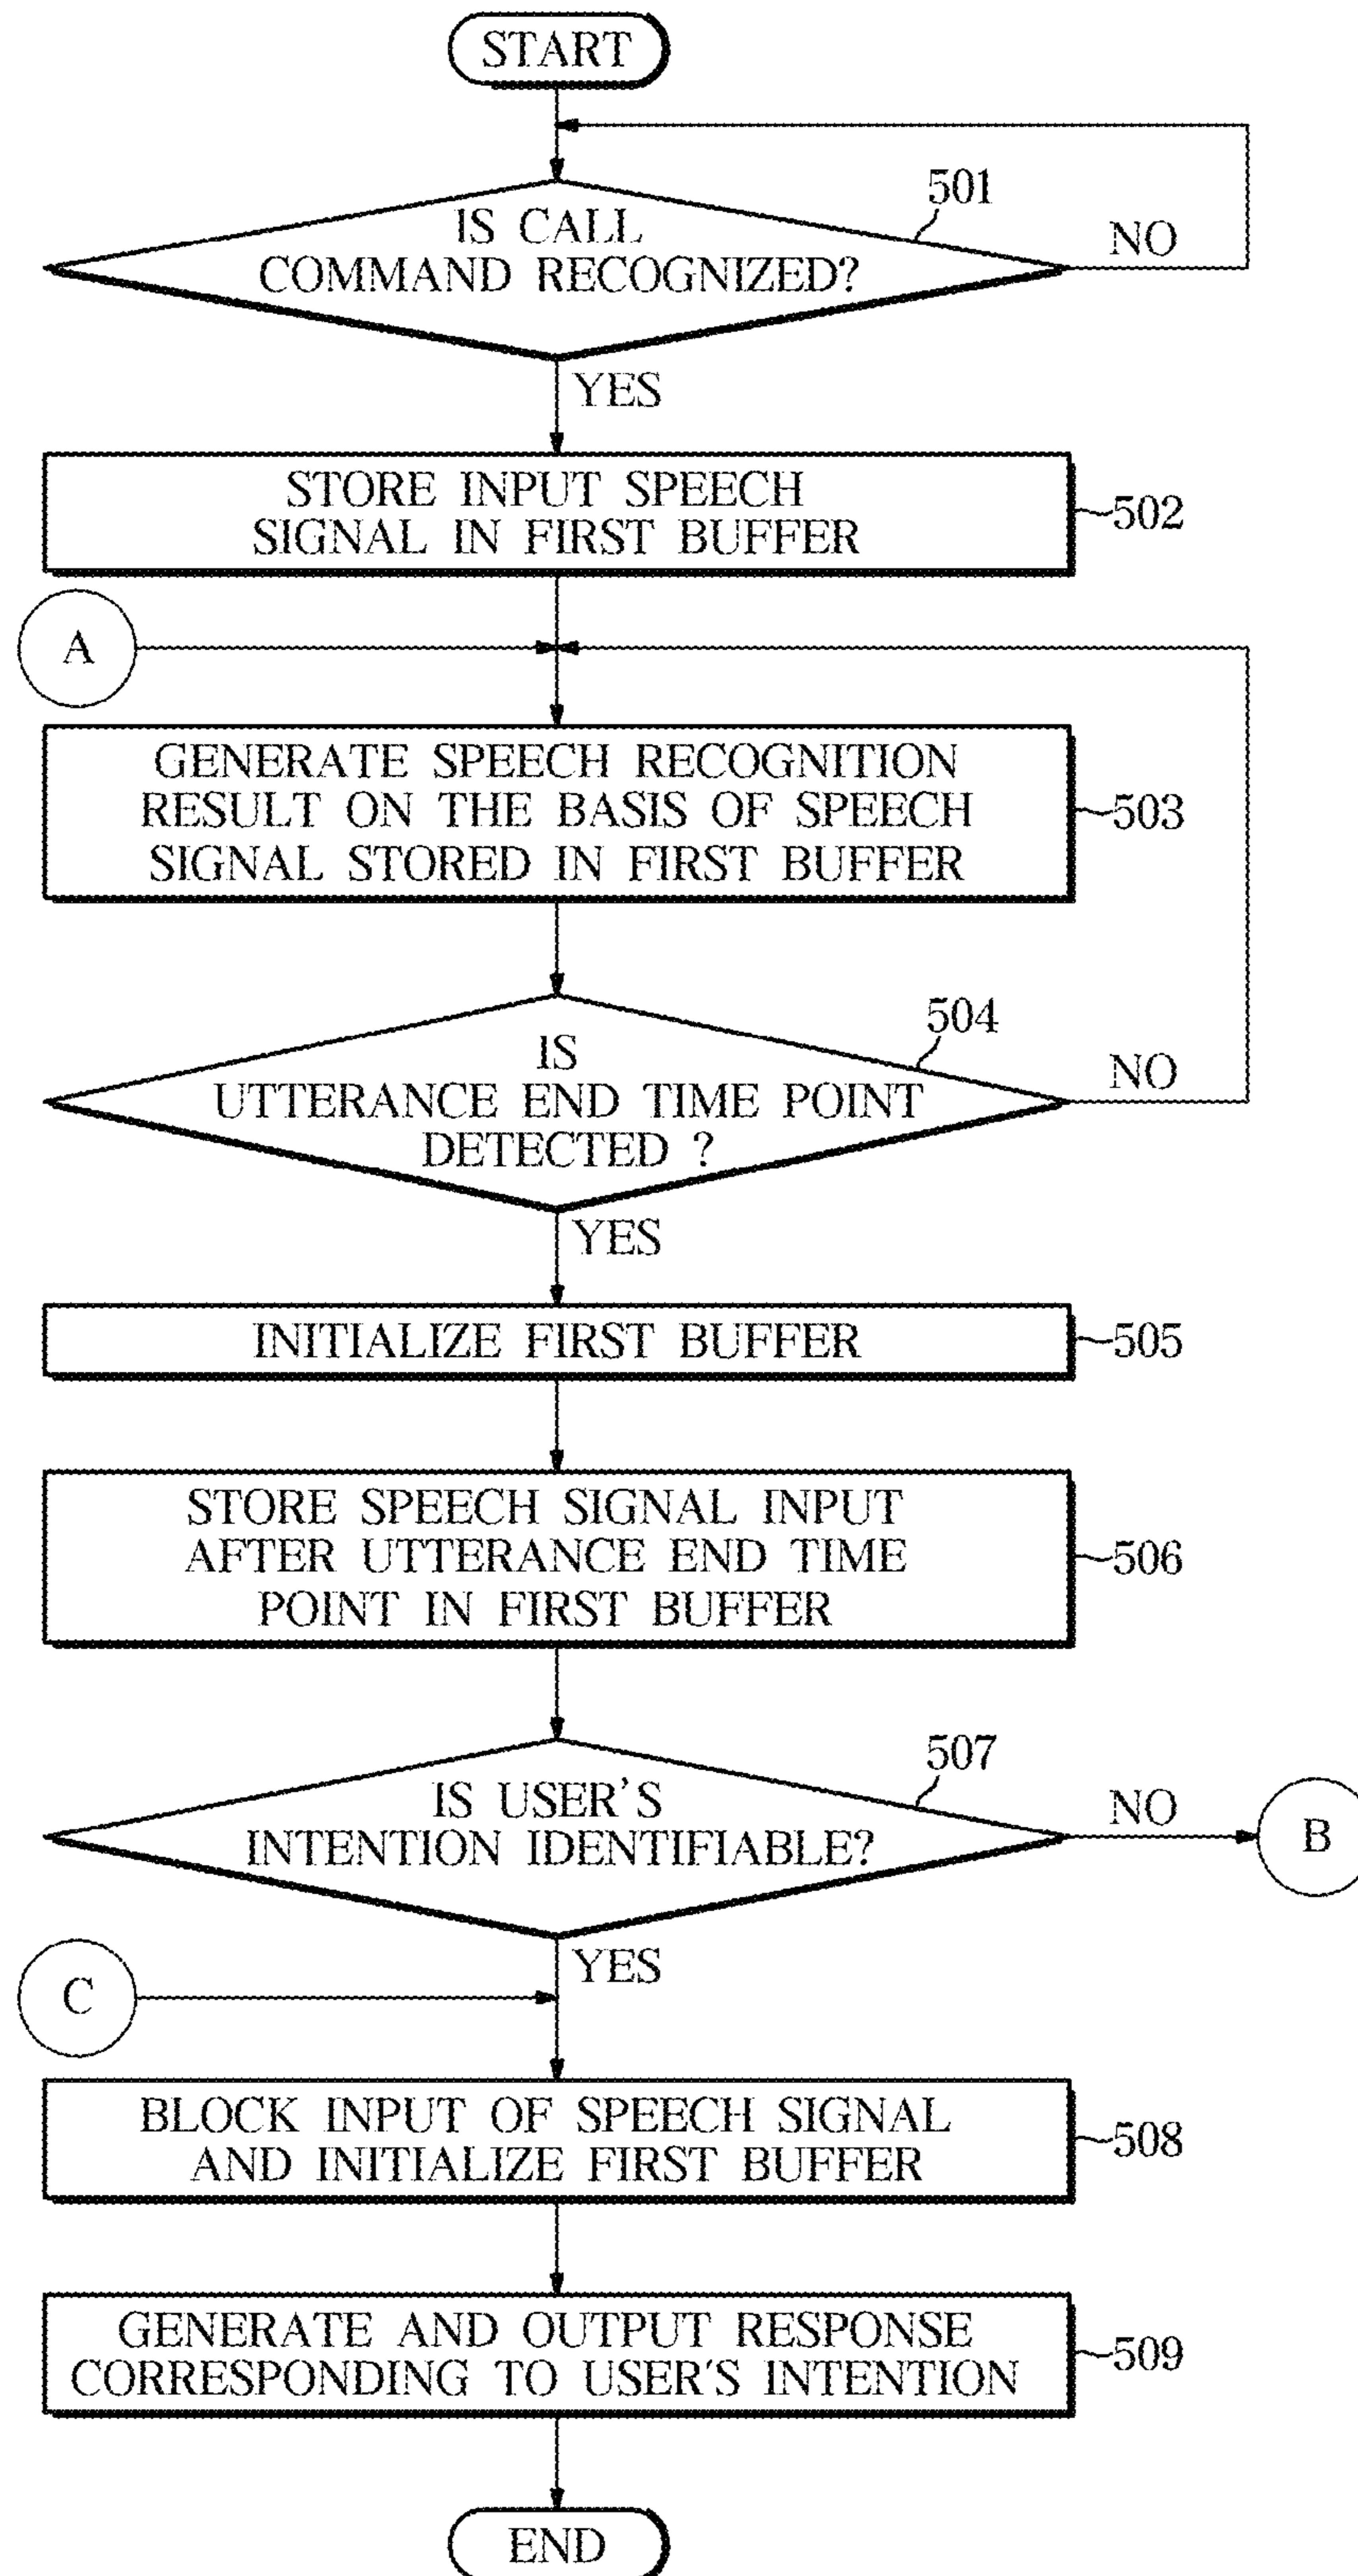 START
501
IS CALL
COMMAND RECOGNIZED?
NO
YES
STORE INPUT SPEECH
SIGNAL IN FIRST BUFFER
502
A
GENERATE SPEECH RECOGNITION
RESULT ON THE BASIS OF SPEECH
SIGNAL STORED IN FIRST BUFFER
503
504
IS
UTTERANCE END TIME POINT
DETECTED ?
NO
YES
INITIALIZE FIRST BUFFER
505
STORE SPEECH SIGNAL INPUT
AFTER UTTERANCE END TIME
POINT IN FIRST BUFFER
506
507
IS USER'S
INTENTION IDENTIFIABLE?
NO
B
YES
C
BLOCK INPUT OF SPEECH SIGNAL
AND INITIALIZE FIRST BUFFER
508
GENERATE AND OUTPUT RESPONSE
CORRESPONDING TO USER'S INTENTION
509
END